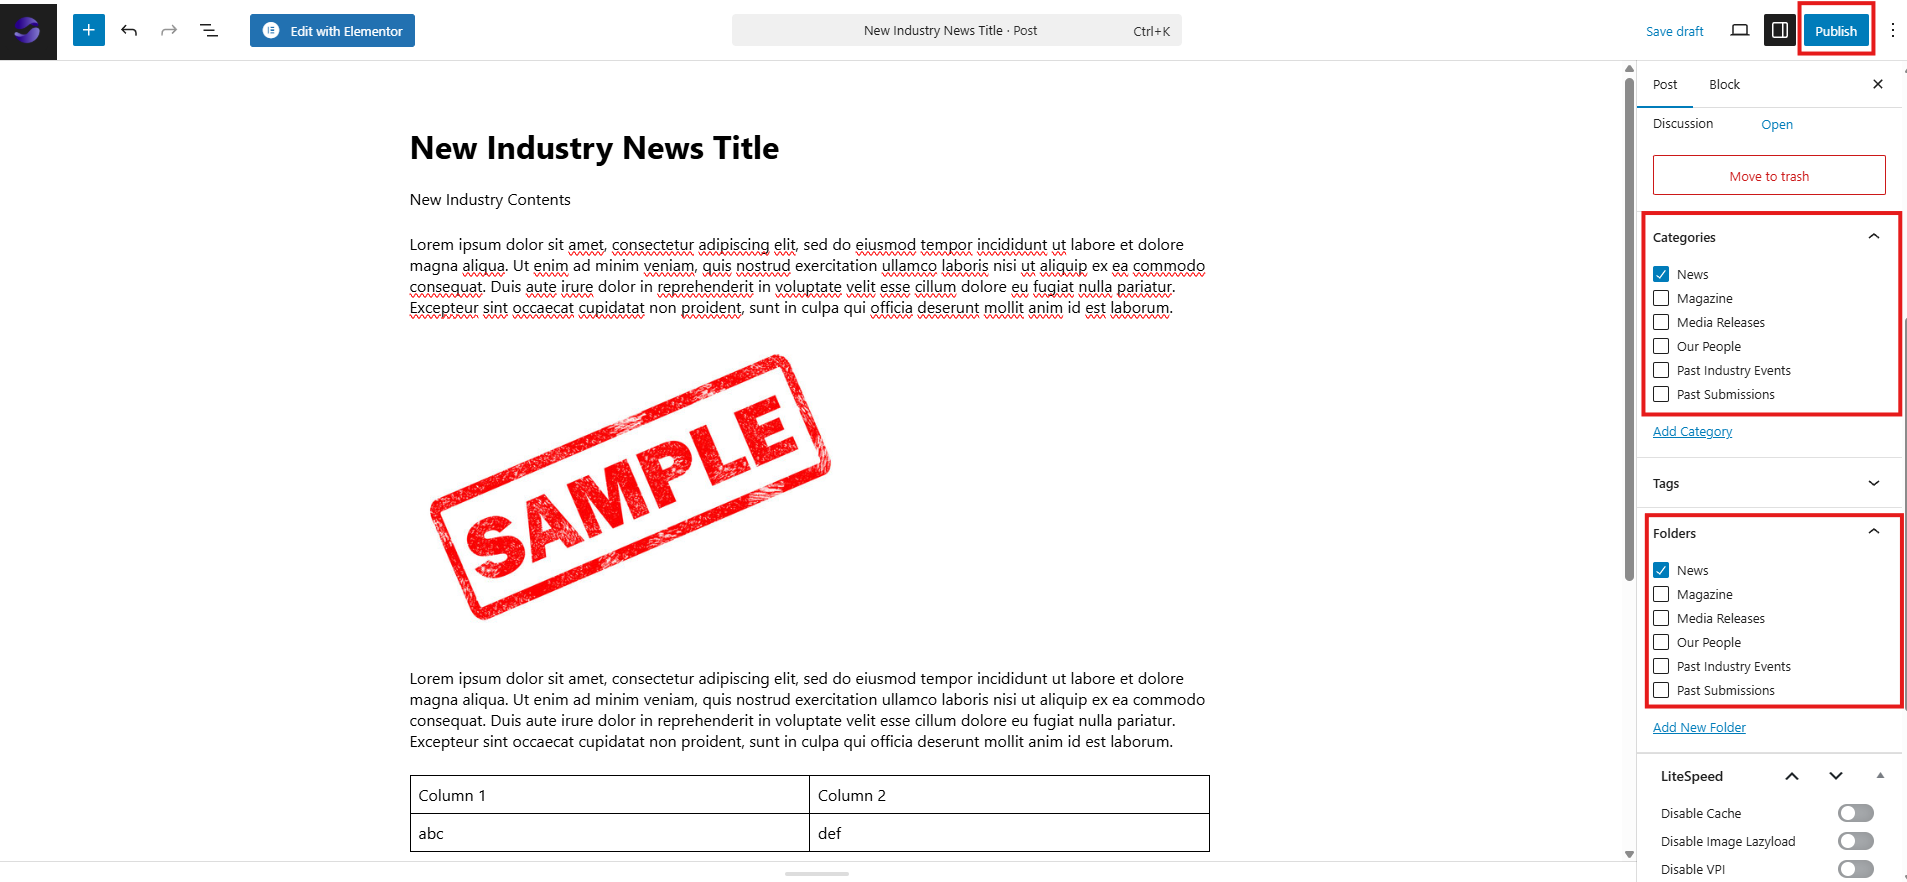 Edit with Elementor
New Industry News Title · Post Ctrl+K
Save draft
Publish
Post Block
Discussion Open
Move to trash
Categories
News
Magazine
Media Releases
Our People
Past Industry Events
Past Submissions
Add Category
Tags
Folders
News
Magazine
Media Releases
Our People
Past Industry Events
Past Submissions
Add New Folder
LiteSpeed
Disable Cache
Disable Image Lazyload
Disable VPI
New Industry News Title
New Industry Contents
Lorem ipsum dolor sit amet, consectetur adipiscing elit, sed do eiusmod tempor incididunt ut labore et dolore
magna aliqua. Ut enim ad minim veniam, quis nostrud exercitation ullamco laboris nisi ut aliquip ex ea commodo
consequat. Duis aute irure dolor in reprehenderit in voluptate velit esse cillum dolore eu fugiat nulla pariatur.
Excepteur sint occaecat cupidatat non proident, sunt in culpa qui officia deserunt mollit anim id est laborum.
SAMPLE
Lorem ipsum dolor sit amet, consectetur adipiscing elit, sed do eiusmod tempor incididunt ut labore et dolore
magna aliqua. Ut enim ad minim veniam, quis nostrud exercitation ullamco laboris nisi ut aliquip ex ea commodo
consequat. Duis aute irure dolor in reprehenderit in voluptate velit esse cillum dolore eu fugiat nulla pariatur.
Excepteur sint occaecat cupidatat non proident, sunt in culpa qui officia deserunt mollit anim id est laborum.
Column 1 Column 2
abc def